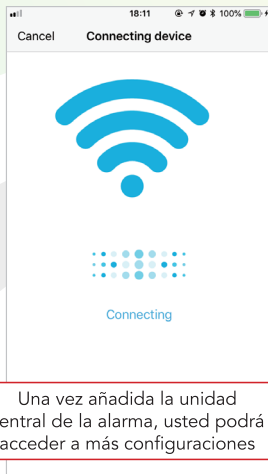 18:11
100%
Cancel Connecting device
Connecting
Una vez añadida la unidad
entral de la alarma, usted podrá
acceder a más configuraciones